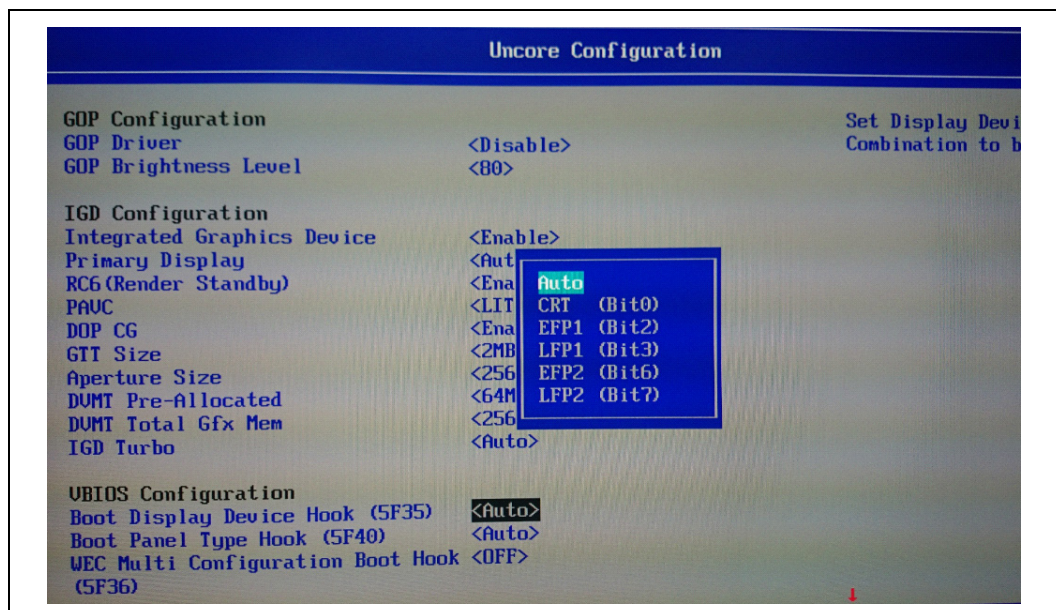 Uncore Configuration
GOP Configuration
GOP Driver <Disable>
GOP Brightness Level <80>
Set Display Devi
Combination to b
IGD Configuration
Integrated Graphics Device <Enable>
Primary Display <Aut
RC6(Render Standby) <Ena
PAVC <LIT
DOP CG <Ena
GTT Size <2MB
Aperture Size <256
DVMT Pre-Allocated <64M
DVMT Total Gfx Mem <256
IGD Turbo <Auto>
Auto
CRT (Bit0)
EFP1 (Bit2)
LFP1 (Bit3)
EFP2 (Bit6)
LFP2 (Bit7)
VBIOS Configuration
Boot Display Device Hook (5F35) <Auto>
Boot Panel Type Hook (5F40) <Auto>
WEC Multi Configuration Boot Hook <OFF>
(5F36)